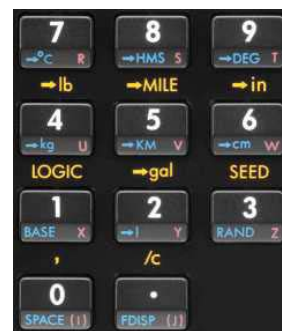 7 8 9
→°C R →HMS S →DEG T
→lb →MILE →in
4 5 6
→kg U →KM V →cm W
LOGIC →gal SEED
1 2 3
BASE X →l Y RAND Z
, /c
0 .
SPACE (i) FDISP (J)